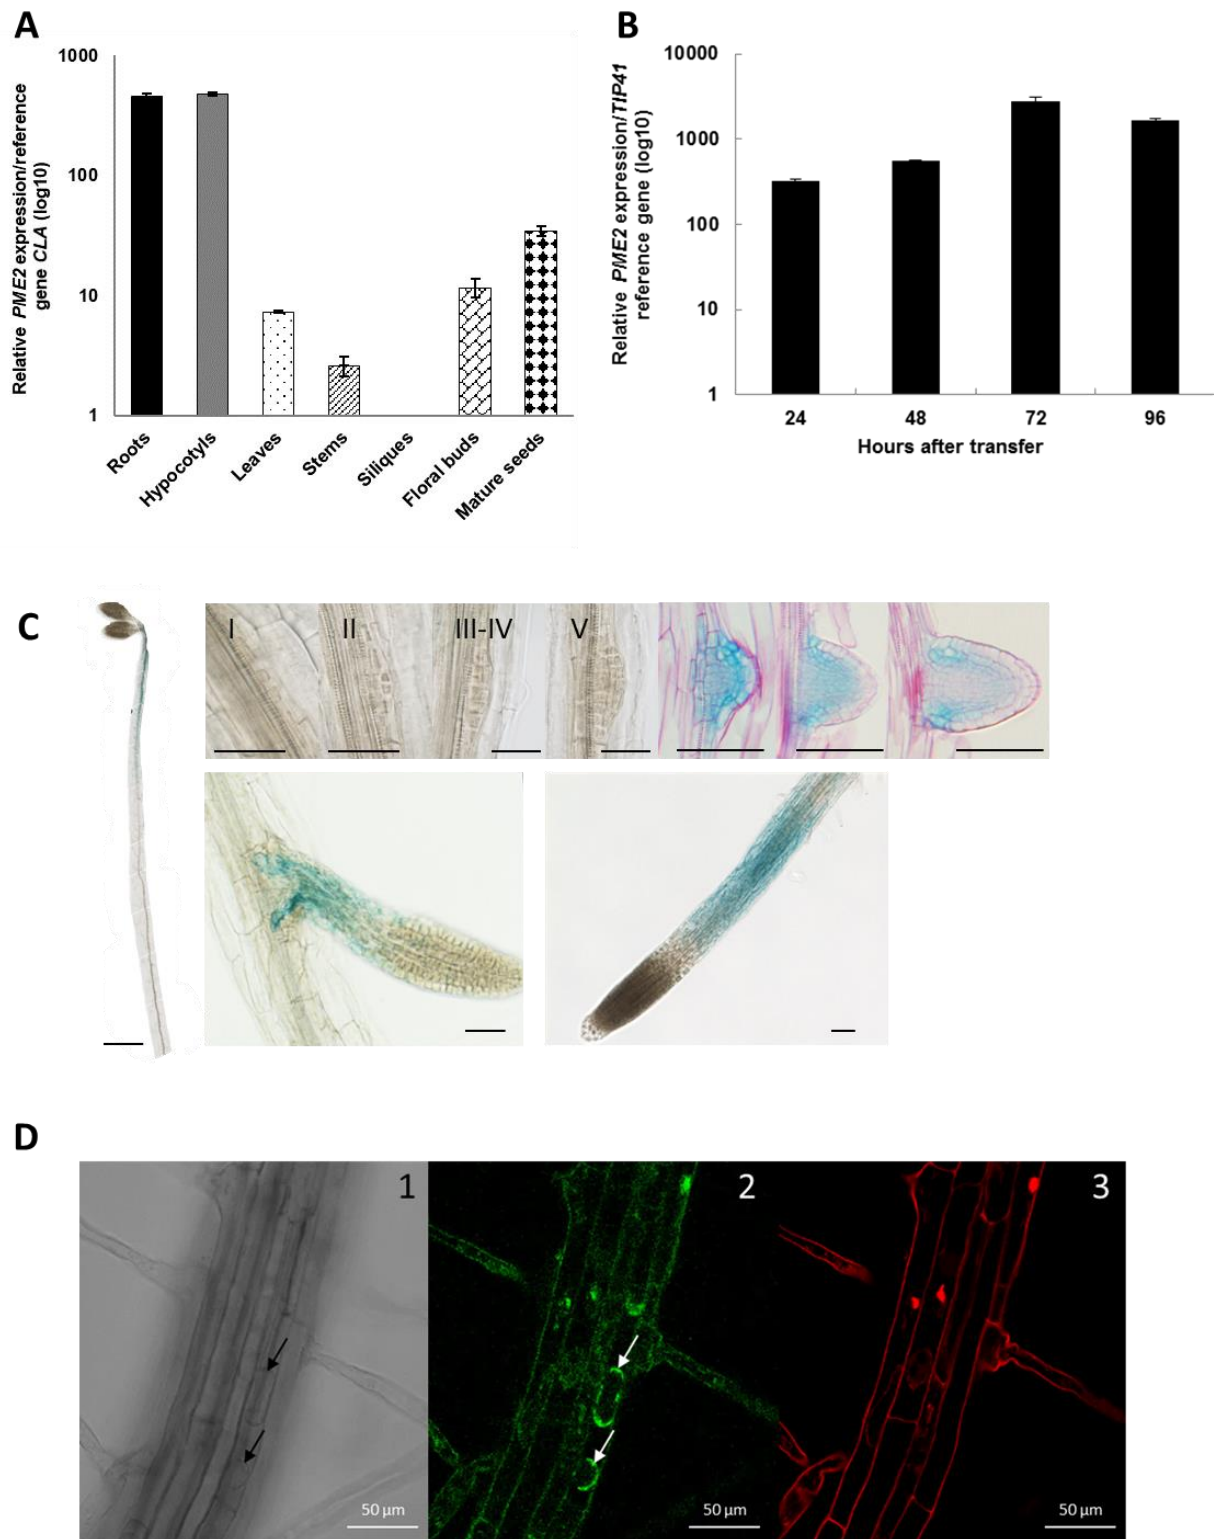 A
Relative PME2 expression/reference
gene CLA (log10)
1000
100
10
1
Roots
Hypocotyls
Leaves
Stems
Siliques
Floral buds
Mature seeds
B
Relative PME2 expression/TIP41
reference gene (log10)
10000
1000
100
10
1
24
48
72
96
Hours after transfer
C
I
II
III-IV
V
D
1
2
3
50 µm
50 µm
50 µm